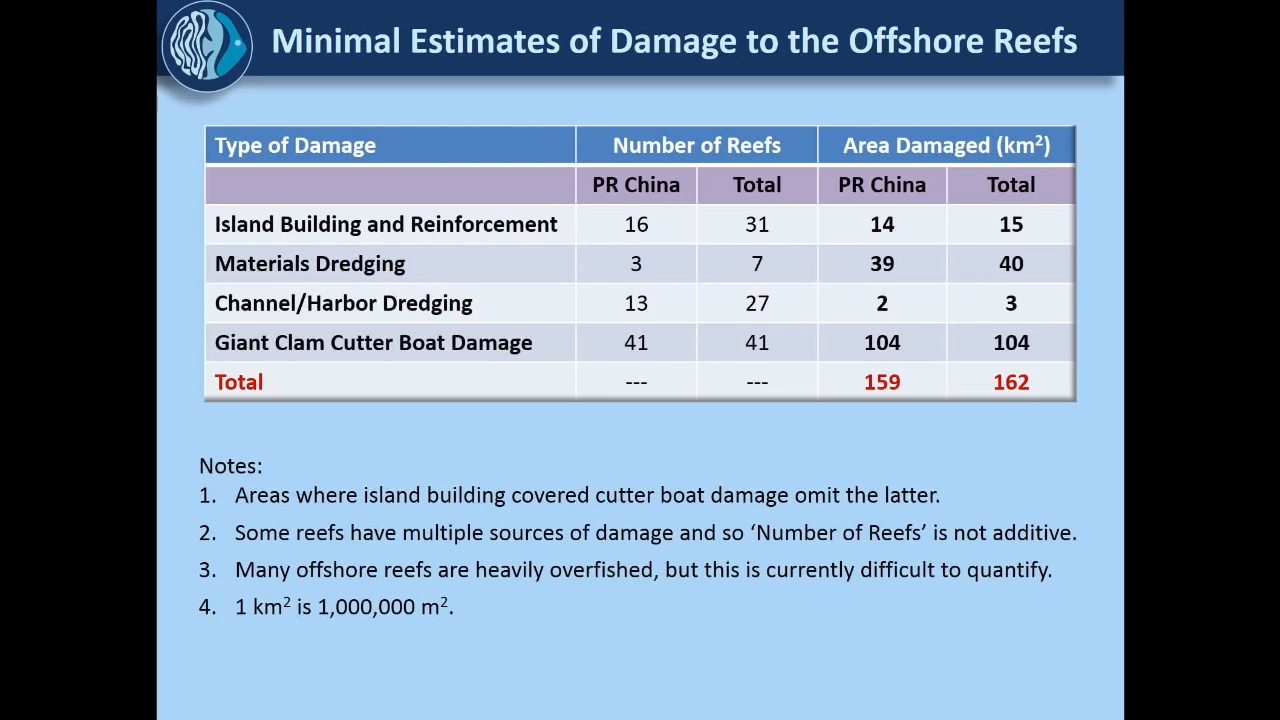 Minimal Estimates of Damage to the Offshore Reefs
Type of Damage Number of Reefs Area Damaged (km²)
PR China Total PR China Total
Island Building and Reinforcement 16 31 14 15
Materials Dredging 3 7 39 40
Channel/Harbor Dredging 13 27 2 3
Giant Clam Cutter Boat Damage 41 41 104 104
Total --- --- 159 162
Notes:
1. Areas where island building covered cutter boat damage omit the latter.
2. Some reefs have multiple sources of damage and so ‘Number of Reefs’ is not additive.
3. Many offshore reefs are heavily overfished, but this is currently difficult to quantify.
4. 1 km² is 1,000,000 m².